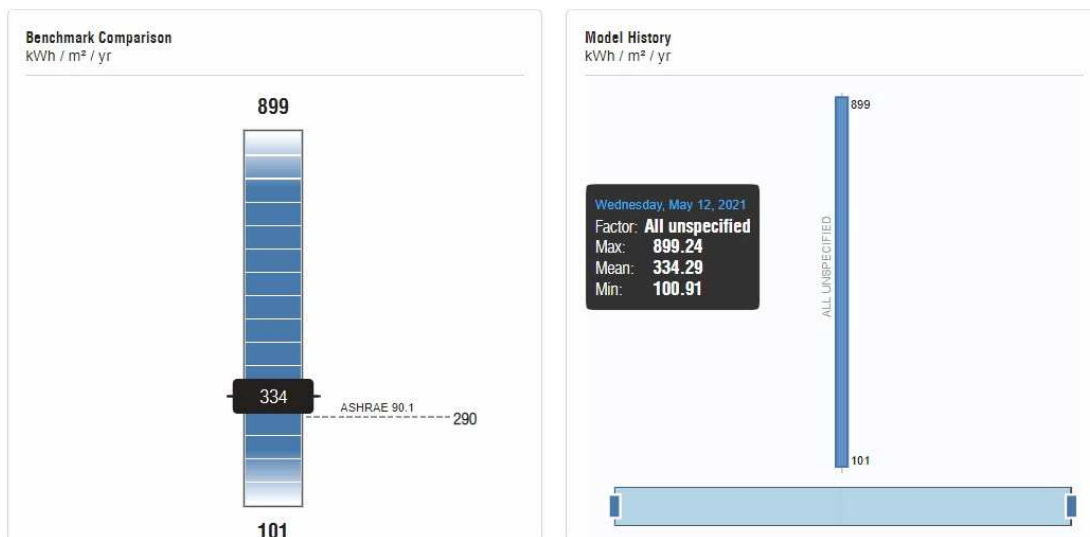 Benchmark Comparison
kWh / m² / yr
899
334
ASHRAE 90.1
290
101
Model History
kWh / m² / yr
899
Wednesday, May 12, 2021
Factor: All unspecified
Max: 899.24
Mean: 334.29
Min: 100.91
ALL UNSPECIFIED
101